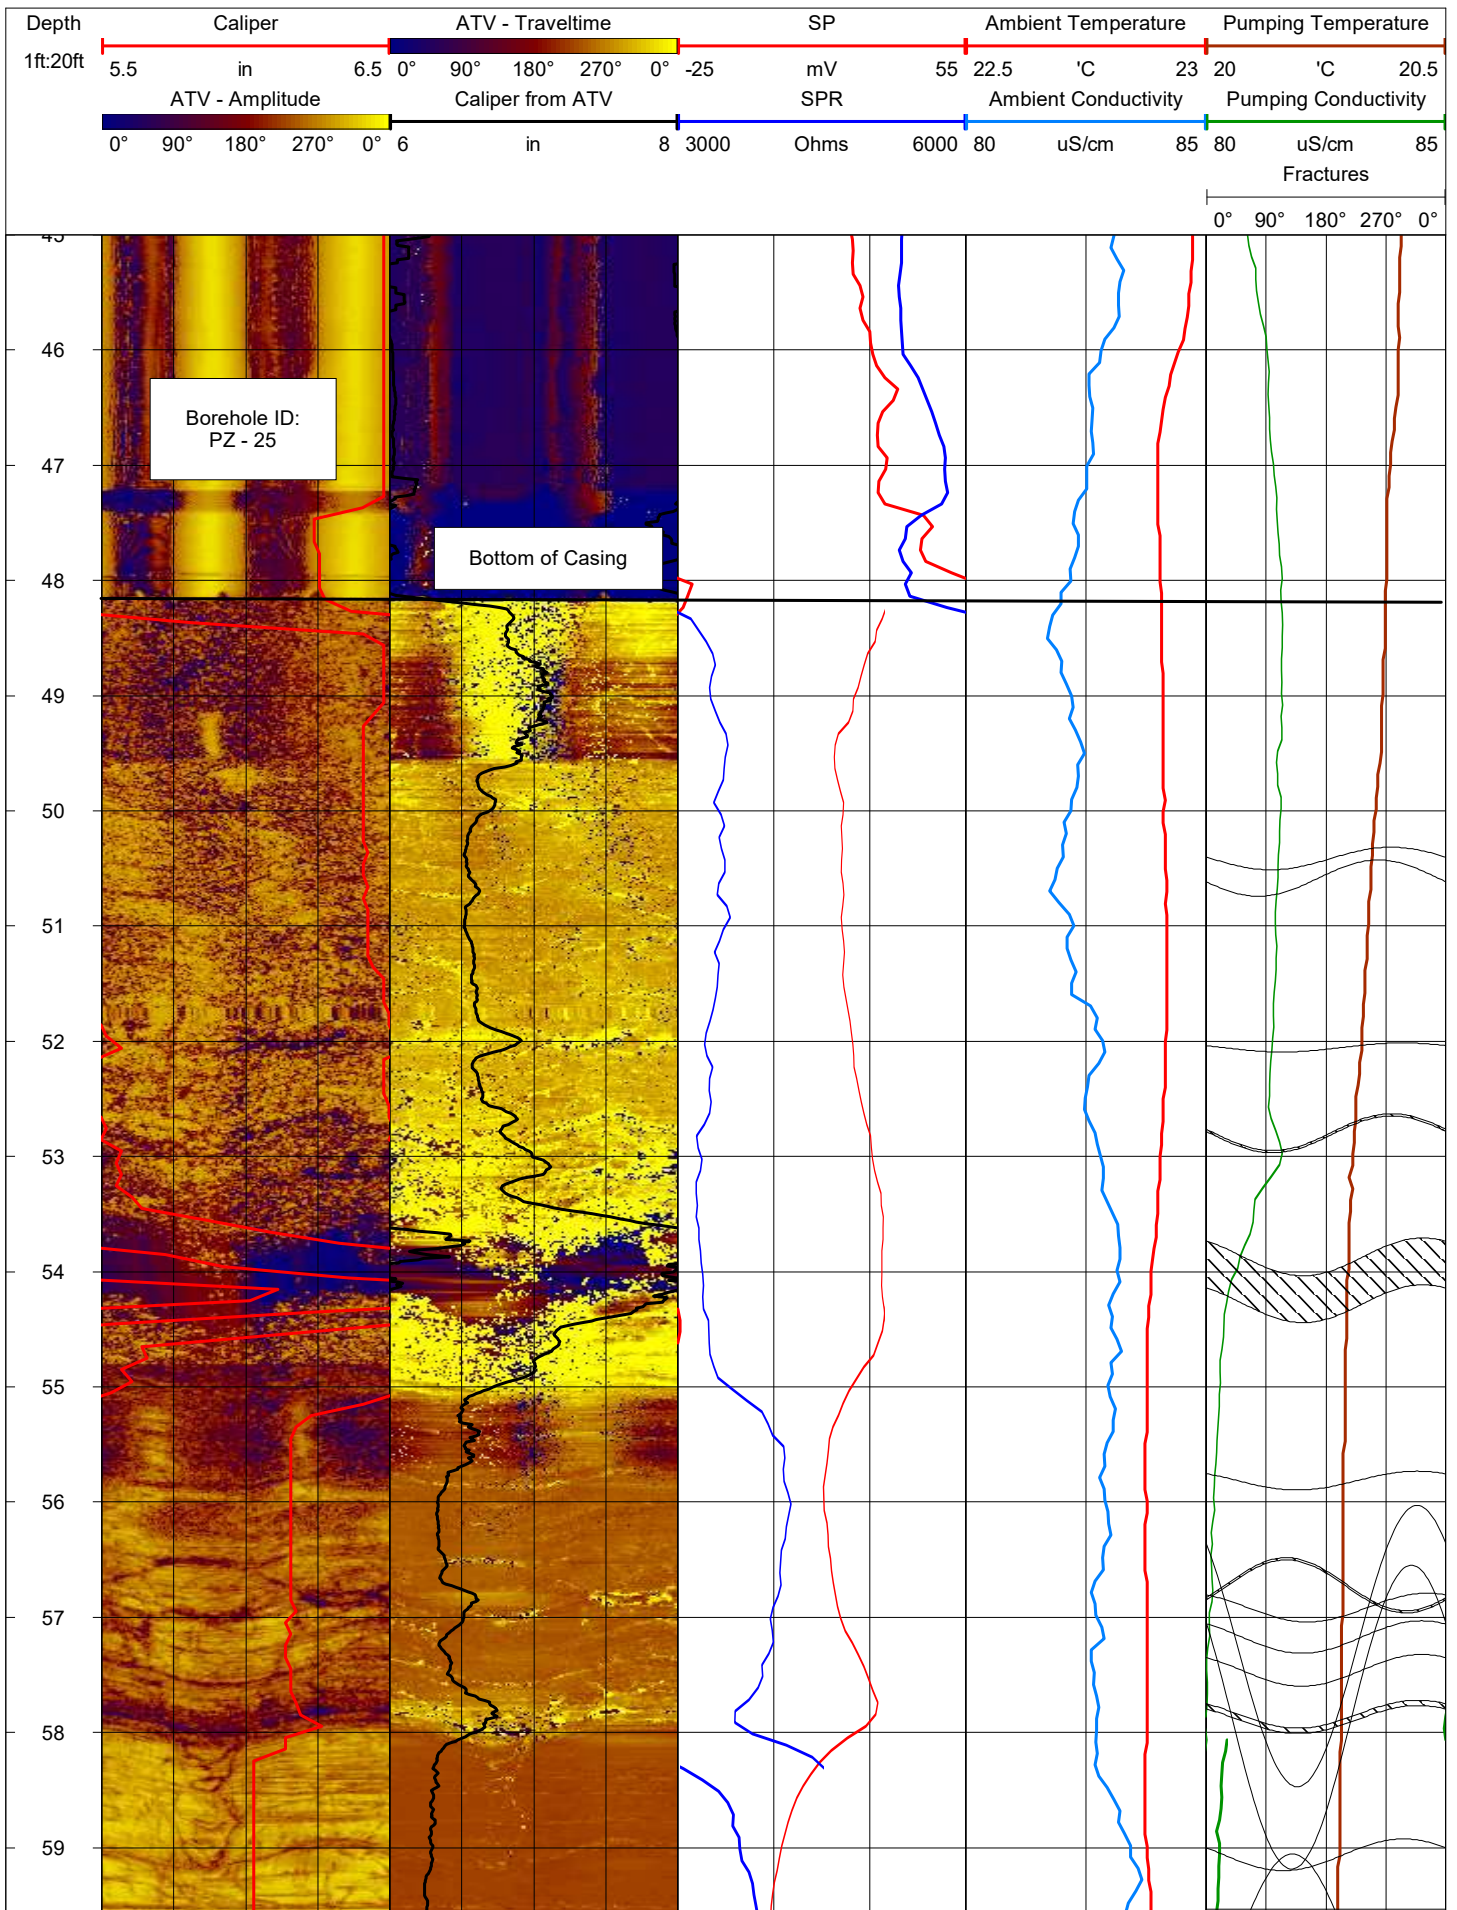 Depth Caliper ATV - Traveltime SP Ambient Temperature Pumping Temperature
1ft:20ft 5.5 in 6.5 0° 90° 180° 270° 0° -25 mV 55 22.5 'C 23 20 'C 20.5
ATV - Amplitude Caliper from ATV SPR Ambient Conductivity Pumping Conductivity
0° 90° 180° 270° 0° 6 in 8 3000 Ohms 6000 80 uS/cm 85 80 uS/cm 85
Fractures
0° 90° 180° 270° 0°
45
46
Borehole ID:
PZ - 25
47
Bottom of Casing
48
49
50
51
52
53
54
55
56
57
58
59